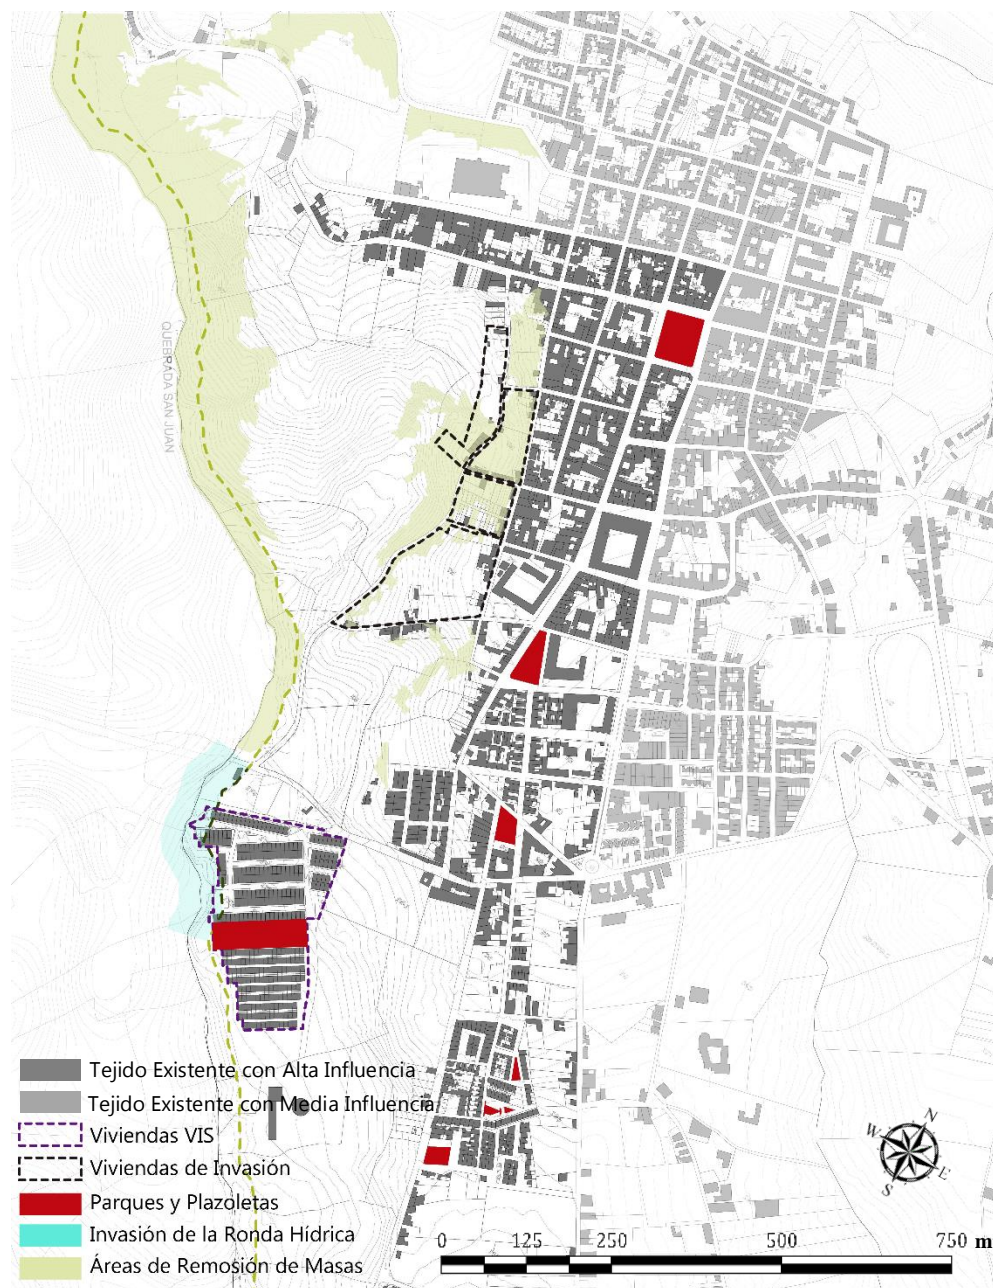 QUEBRADA SAN JUAN
Tejido Existente con Alta Influencia
Tejido Existente con Media Influencia
Viviendas VIS
Viviendas de Invasión
Parques y Plazoletas
Invasión de la Ronda Hídrica
Áreas de Remosión de Masas
N
W
E
S
0 125 250 500 750 m